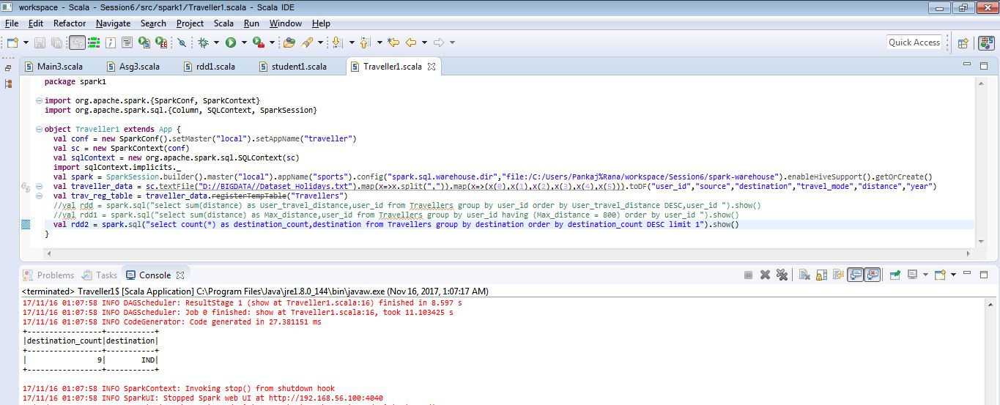 workspace - Scala - Session6/src/spark1/Traveller1.scala - Scala IDE
File Edit Refactor Navigate Search Project Scala Run Window Help
Quick Access
Main3.scala Asg3.scala rdd1.scala student1.scala Traveller1.scala
package spark1
import org.apache.spark.{SparkConf, SparkContext}
import org.apache.spark.sql.{Column, SQLContext, SparkSession}
object Traveller1 extends App {
val conf = new SparkConf().setMaster("local").setAppName("traveller")
val sc = new SparkContext(conf)
val sqlContext = new org.apache.spark.sql.SQLContext(sc)
import sqlContext.implicits._
val spark = SparkSession.builder().master("local").appName("sports").config("spark.sql.warehouse.dir","file:/C:/Users/Pankaj%Rana/workspace/Session6/spark-warehouse").enableHiveSupport().getOrCreate()
val traveller_data = sc.textFile("D://BIGDATA//Dataset_Holidays.txt").map(x=>x.split(",")).map(x=>(x(0),x(1),x(2),x(3),x(4),x(5))).toDF("user_id","source","destination","travel_mode","distance","year")
val trav_reg_table = traveller_data.registerTempTable("Travellers")
//val rdd = spark.sql("select sum(distance) as User_travel_distance,user_id from Travellers group by user_id order by User_travel_distance DESC,user_id ").show()
//val rdd1 = spark.sql("select sum(distance) as Max_distance,user_id from Travellers group by user_id having (Max_distance = 800) order by user_id ").show()
val rdd2 = spark.sql("select count(*) as destination_count,destination from Travellers group by destination order by destination_count DESC limit 1").show()
}
Problems Tasks Console
<terminated> Traveller1$ [Scala Application] C:\Program Files\Java\jre1.8.0_144\bin\javaw.exe (Nov 16, 2017, 1:07:17 AM)
17/11/16 01:07:58 INFO DAGScheduler: ResultStage 1 (show at Traveller1.scala:16) finished in 8.597 s
17/11/16 01:07:58 INFO DAGScheduler: Job 0 finished: show at Traveller1.scala:16, took 11.103425 s
17/11/16 01:07:58 INFO CodeGenerator: Code generated in 27.381151 ms
+-----------------+-----------+
|destination_count|destination|
+-----------------+-----------+
| 9| IND|
+-----------------+-----------+
17/11/16 01:07:58 INFO SparkContext: Invoking stop() from shutdown hook
17/11/16 01:07:58 INFO SparkUI: Stopped Spark web UI at http://192.168.56.100:4040